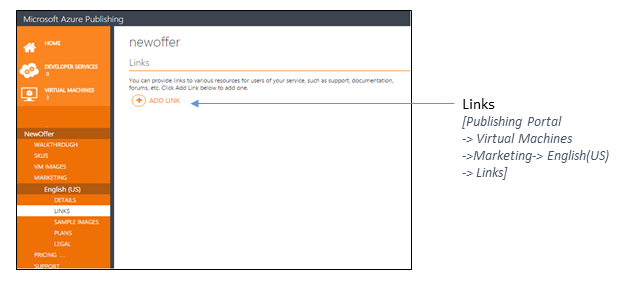 Microsoft Azure Publishing
HOME
DEVELOPER SERVICES
0
VIRTUAL MACHINES
3
NewOffer
WALKTHROUGH
SKUS
VM IMAGES
MARKETING
English (US)
DETAILS
LINKS
SAMPLE IMAGES
PLANS
LEGAL
PRICING ...
SUPPORT
newoffer
Links
You can provide links to various resources for users of your service, such as support, documentation,
forums, etc. Click Add Link below to add one.
ADD LINK
Links
[Publishing Portal
-> Virtual Machines
->Marketing-> English(US)
-> Links]